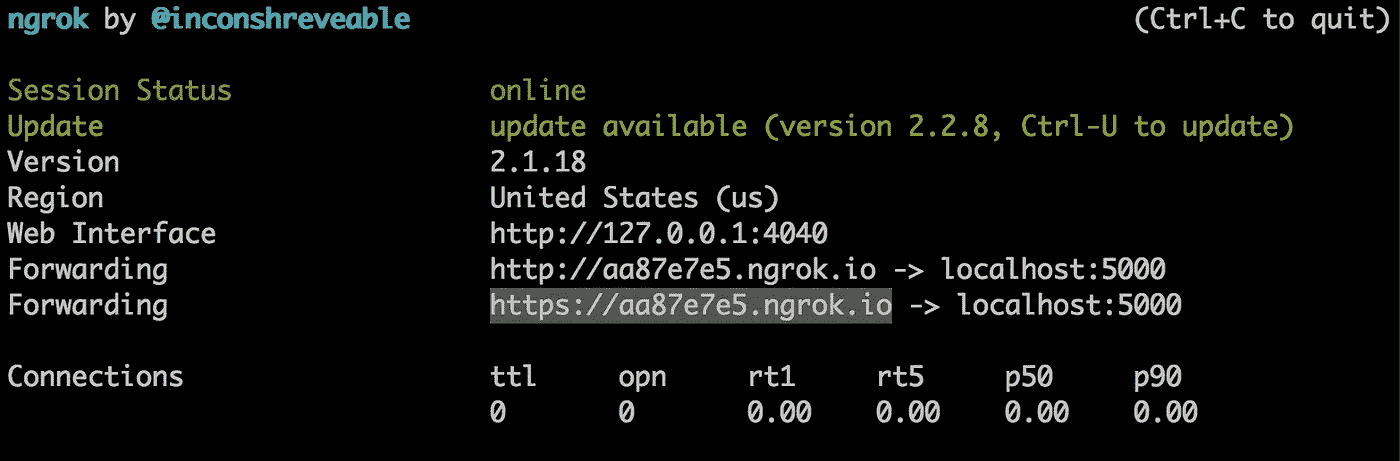 ngrok by @inconshreveable (Ctrl+C to quit)
Session Status online
Update update available (version 2.2.8, Ctrl-U to update)
Version 2.1.18
Region United States (us)
Web Interface http://127.0.0.1:4040
Forwarding http://aa87e7e5.ngrok.io -> localhost:5000
Forwarding https://aa87e7e5.ngrok.io -> localhost:5000
Connections ttl opn rt1 rt5 p50 p90
0 0 0.00 0.00 0.00 0.00